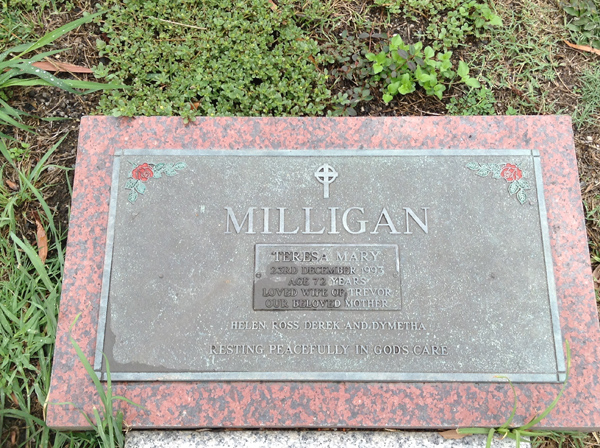 MILLIGAN
TERESA MARY
23RD DECEMBER 1993
AGE 72 YEARS
LOVED WIFE OF TREVOR
OUR BELOVED MOTHER
HELEN, ROSS DEREK AND DYMETHA
RESTING PEACEFULLY IN GODS CARE